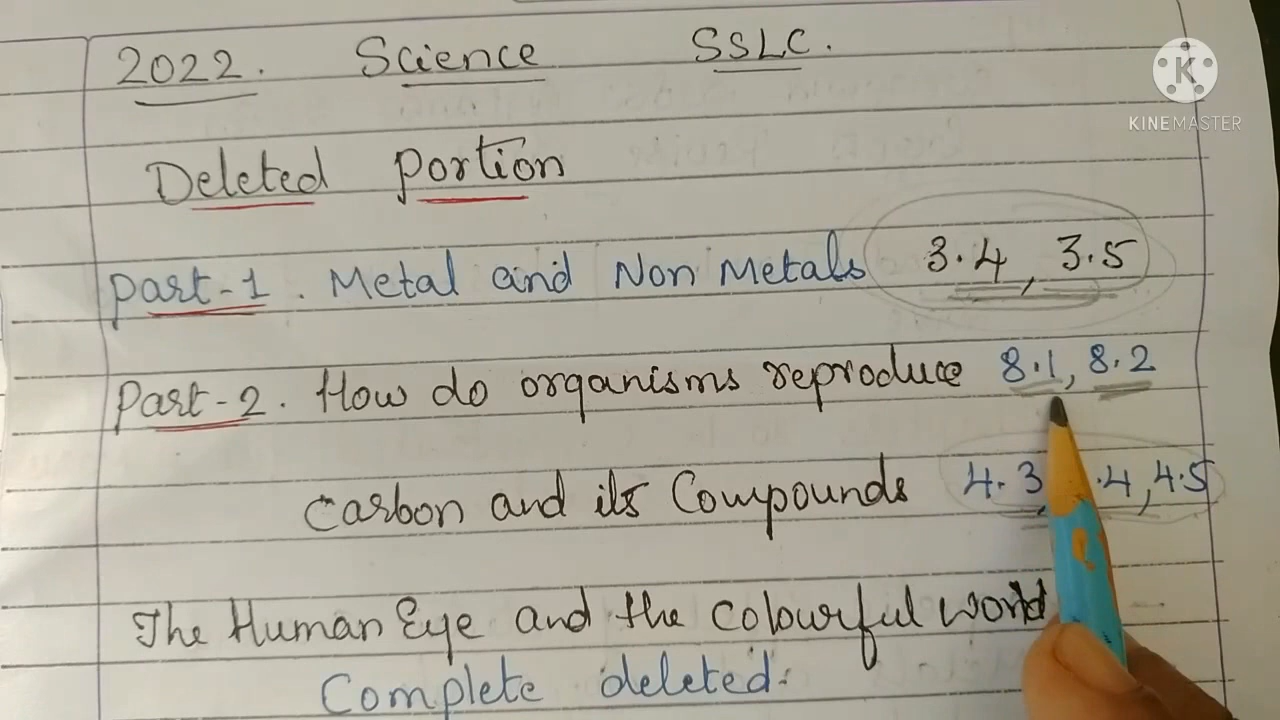 2022. Science SSLC.
K
KINEMASTER
Deleted portion
Part-1. Metal and Non Metals 3.4, 3.5
Part-2. How do organisms reproduce 8.1, 8.2
Carbon and its Compounds 4.3, .4, 4.5
The Human Eye and the colourful world
Complete deleted.